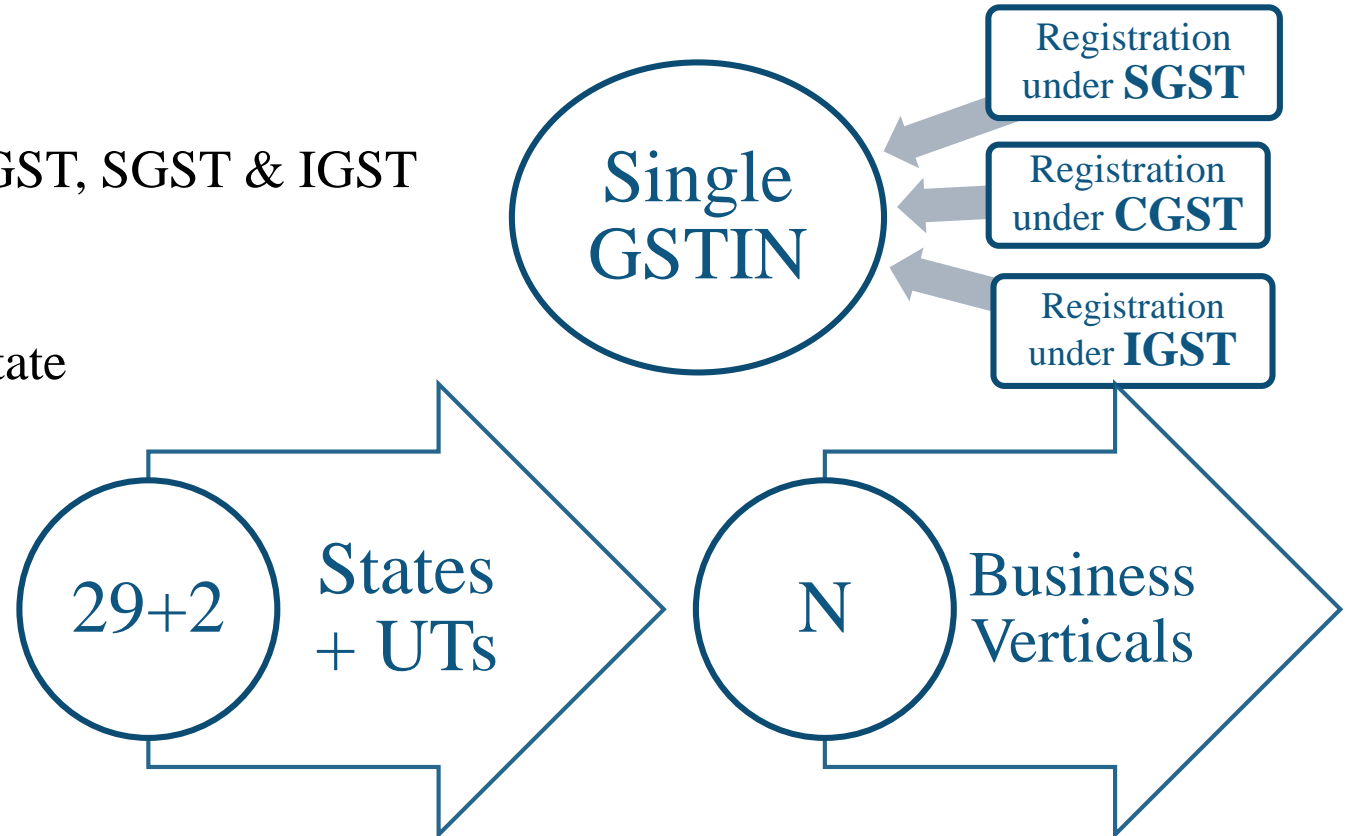 GST, SGST & IGST
tate
Single
GSTIN
Registration
under SGST
Registration
under CGST
Registration
under IGST
29+2
States
+ UTs
N
Business
Verticals